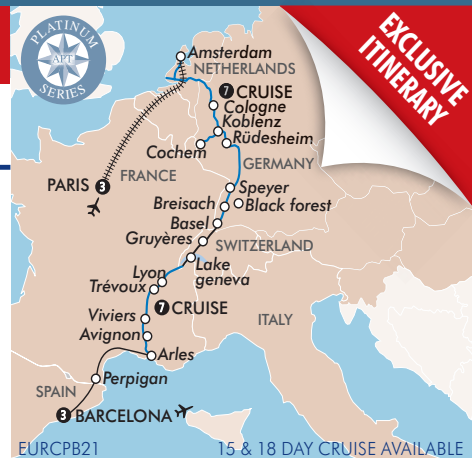 PLATINUM
APT
SERIES
EXCLUSIVE
ITINERARY
Amsterdam
NETHERLANDS
7 CRUISE
Cologne
Koblenz
Rüdesheim
Cochem
GERMANY
PARIS 3
FRANCE
Speyer
Breisach
Black forest
Basel
Gruyères
SWITZERLAND
Lake
geneva
Lyon
Trévoux
7 CRUISE
Viviers
ITALY
Avignon
Arles
Perpigan
SPAIN
3 BARCELONA
EURCPB21
15 & 18 DAY CRUISE AVAILABLE